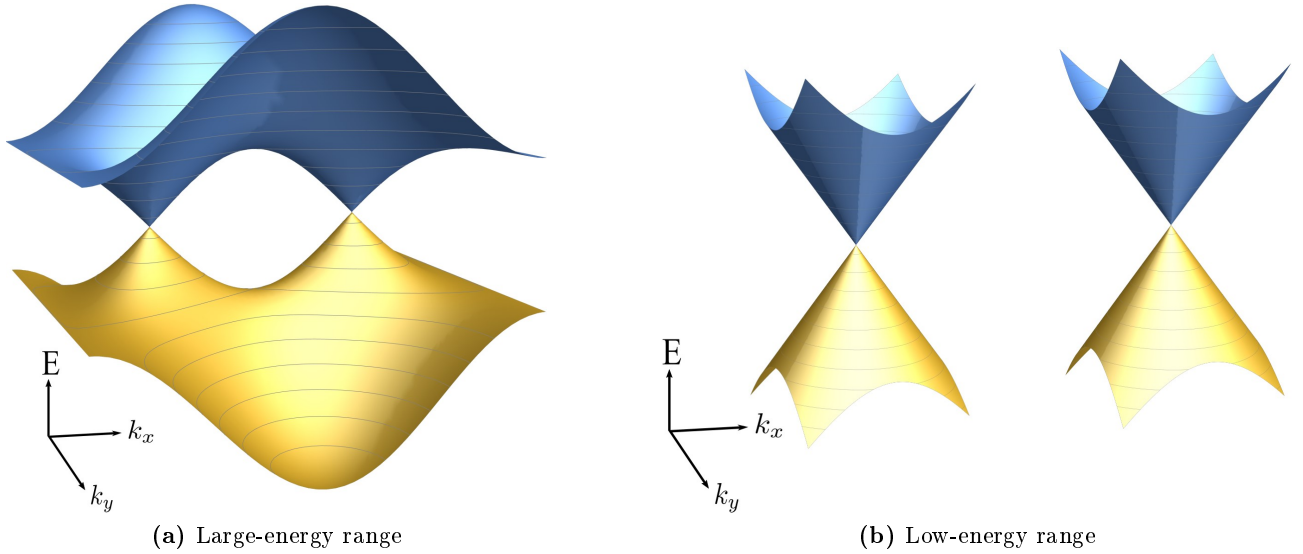 E
k_x
k_y
(a) Large-energy range
E
k_x
k_y
(b) Low-energy range